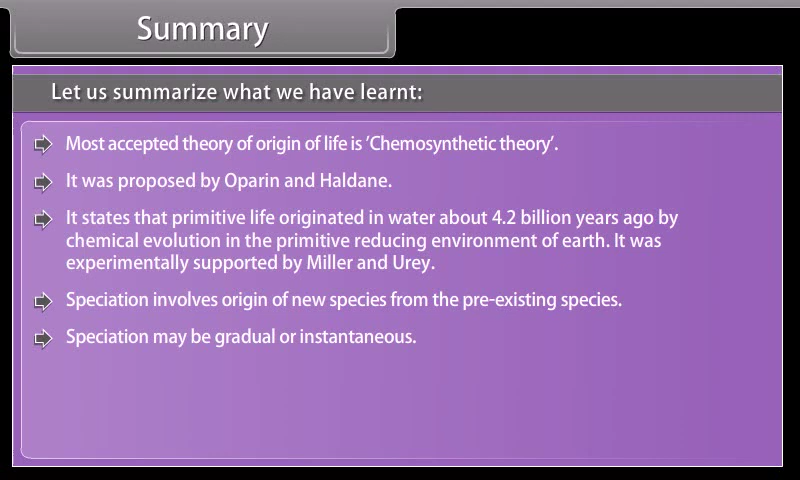 Summary
Let us summarize what we have learnt:
Most accepted theory of origin of life is ‘Chemosynthetic theory’.
It was proposed by Oparin and Haldane.
It states that primitive life originated in water about 4.2 billion years ago by
chemical evolution in the primitive reducing environment of earth. It was
experimentally supported by Miller and Urey.
Speciation involves origin of new species from the pre-existing species.
Speciation may be gradual or instantaneous.